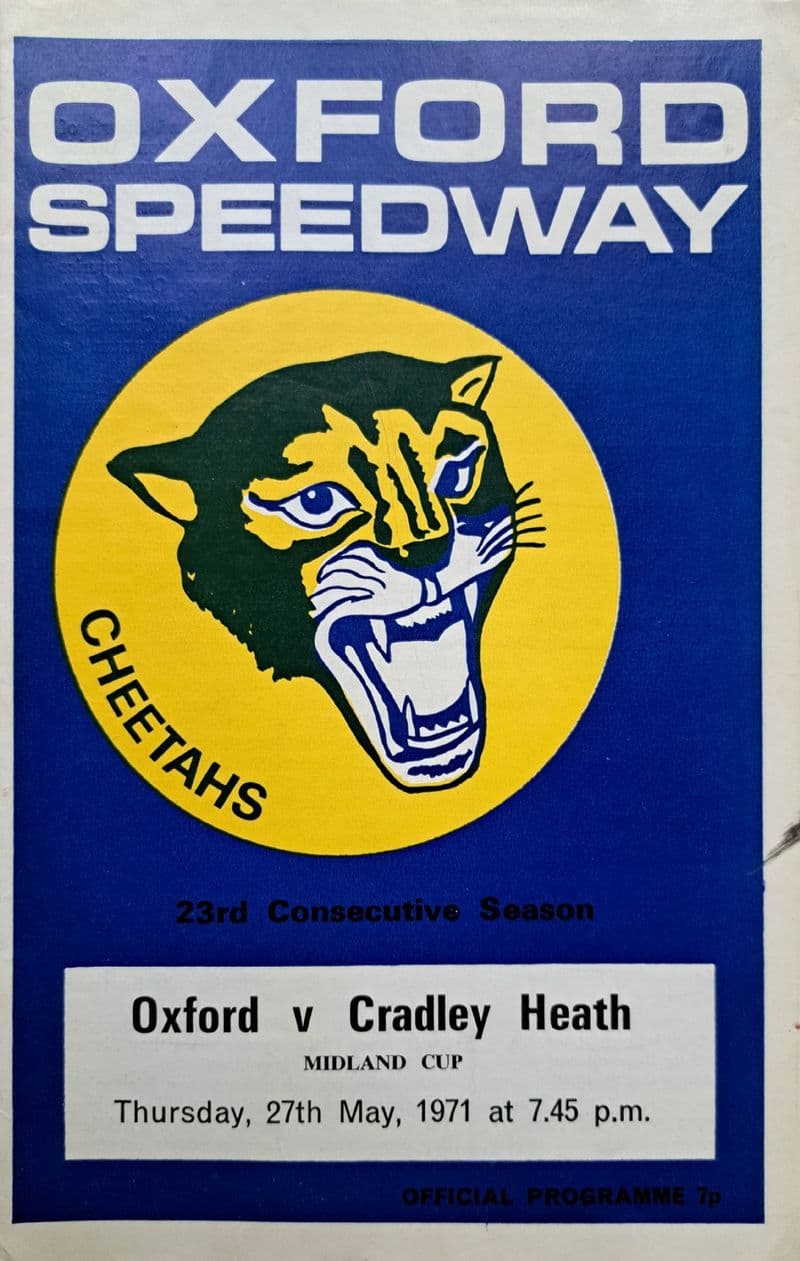 OXFORD
SPEEDWAY
CHEETAHS
23rd Consecutive Season
Oxford v Cradley Heath
MIDLAND CUP
Thursday, 27th May, 1971 at 7.45 p.m.
OFFICIAL PROGRAMME 7p